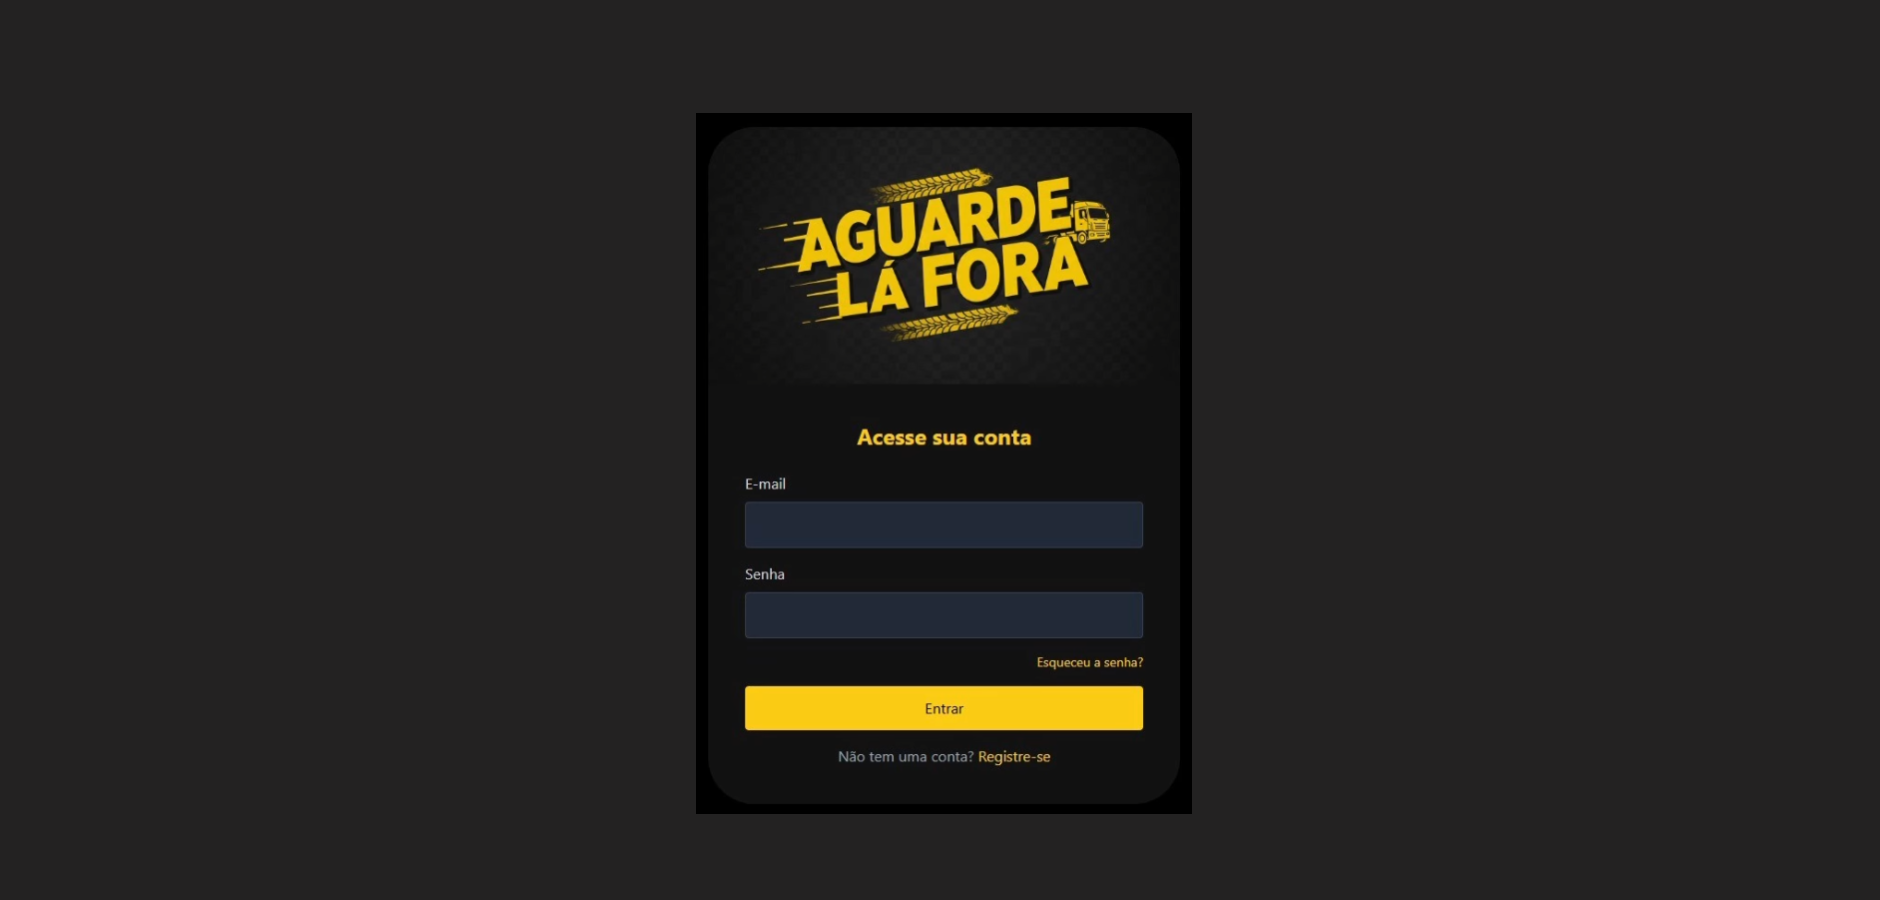 AGUARDE
LÁ FORA
Acesse sua conta
E-mail
Senha
Esqueceu a senha?
Entrar
Não tem uma conta? Registre-se